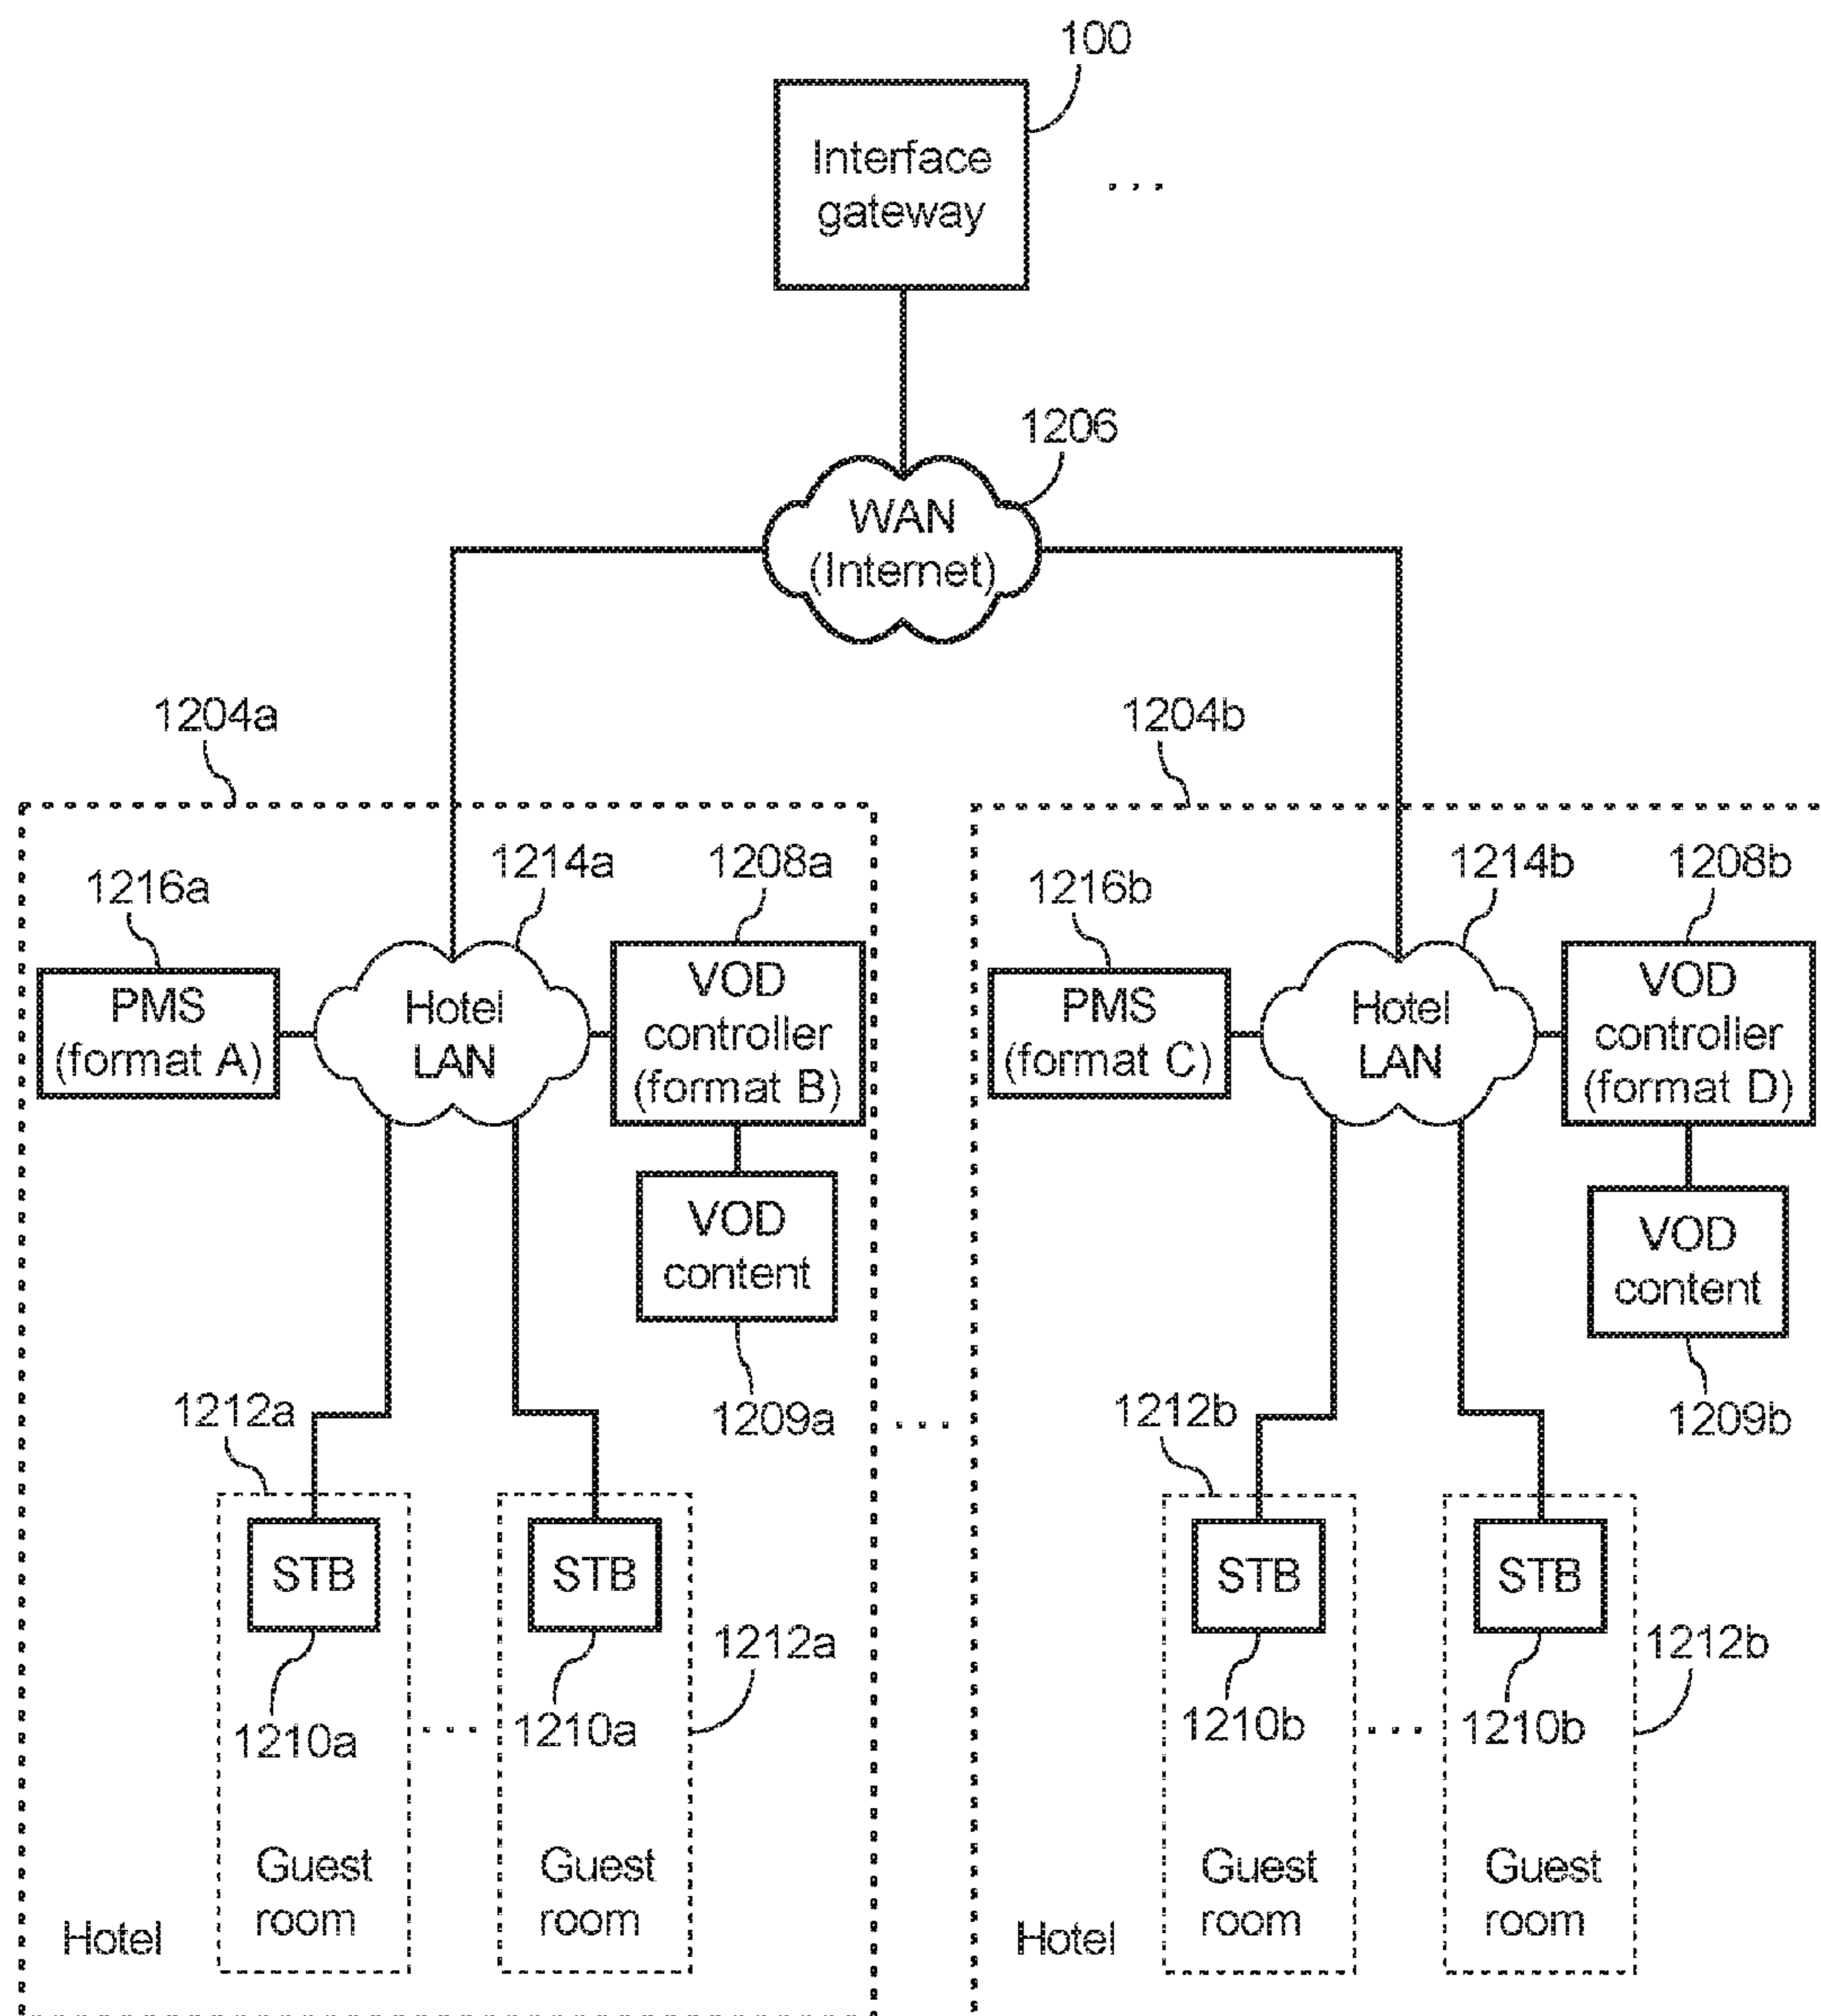 100
Interface
gateway
...
1206
WAN
(Internet)
1204a
1204b
1216a
1214a
1208a
PMS
(format A)
Hotel
LAN
VOD
controller
(format B)
VOD
content
1209a
1212a
STB
STB
1210a
1210a
1212a
...
Guest
room
Guest
room
Hotel
...
1216b
1214b
1208b
PMS
(format C)
Hotel
LAN
VOD
controller
(format D)
VOD
content
1209b
1212b
STB
STB
1210b
1210b
1212b
...
Guest
room
Guest
room
Hotel